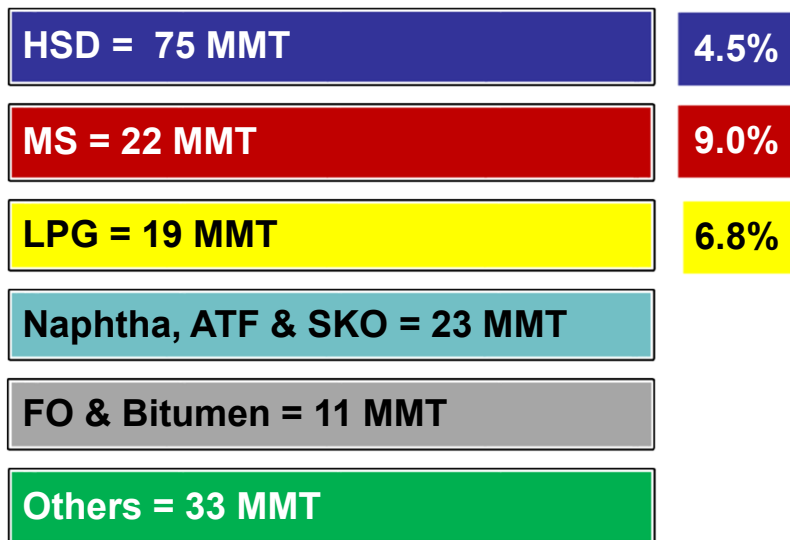 HSD =  75 MMT 4.5%
MS = 22 MMT 9.0%
LPG = 19 MMT 6.8%
Naphtha, ATF & SKO = 23 MMT
FO & Bitumen = 11 MMT
Others = 33 MMT